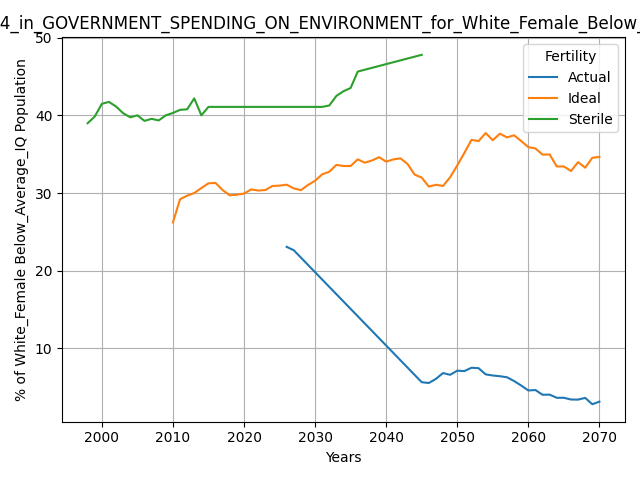 4_in_GOVERNMENT_SPENDING_ON_ENVIRONMENT_for_White_Female_Below_
% of White_Female Below_Average_IQ Population
50
40
30
20
10
Fertility
Actual
Ideal
Sterile
2000 2010 2020 2030 2040 2050 2060 2070
Years